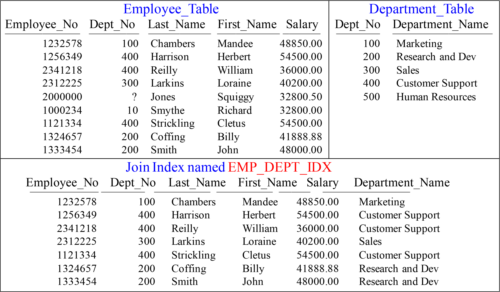 Employee_Table
Employee_No Dept_No Last_Name First_Name Salary
1232578 100 Chambers Mandee 48850.00
1256349 400 Harrison Herbert 54500.00
2341218 400 Reilly William 36000.00
2312225 300 Larkins Loraine 40200.00
2000000 ? Jones Squiggy 32800.50
1000234 10 Smythe Richard 32800.00
1121334 400 Strickling Cletus 54500.00
1324657 200 Coffing Billy 41888.88
1333454 200 Smith John 48000.00
Department_Table
Dept_No Department_Name
100 Marketing
200 Research and Dev
300 Sales
400 Customer Support
500 Human Resources
Join Index named EMP_DEPT_IDX
Employee_No Dept_No Last_Name First_Name Salary Department_Name
1232578 100 Chambers Mandee 48850.00 Marketing
1256349 400 Harrison Herbert 54500.00 Customer Support
2341218 400 Reilly William 36000.00 Customer Support
2312225 300 Larkins Loraine 40200.00 Sales
1121334 400 Strickling Cletus 54500.00 Customer Support
1324657 200 Coffing Billy 41888.88 Research and Dev
1333454 200 Smith John 48000.00 Research and Dev